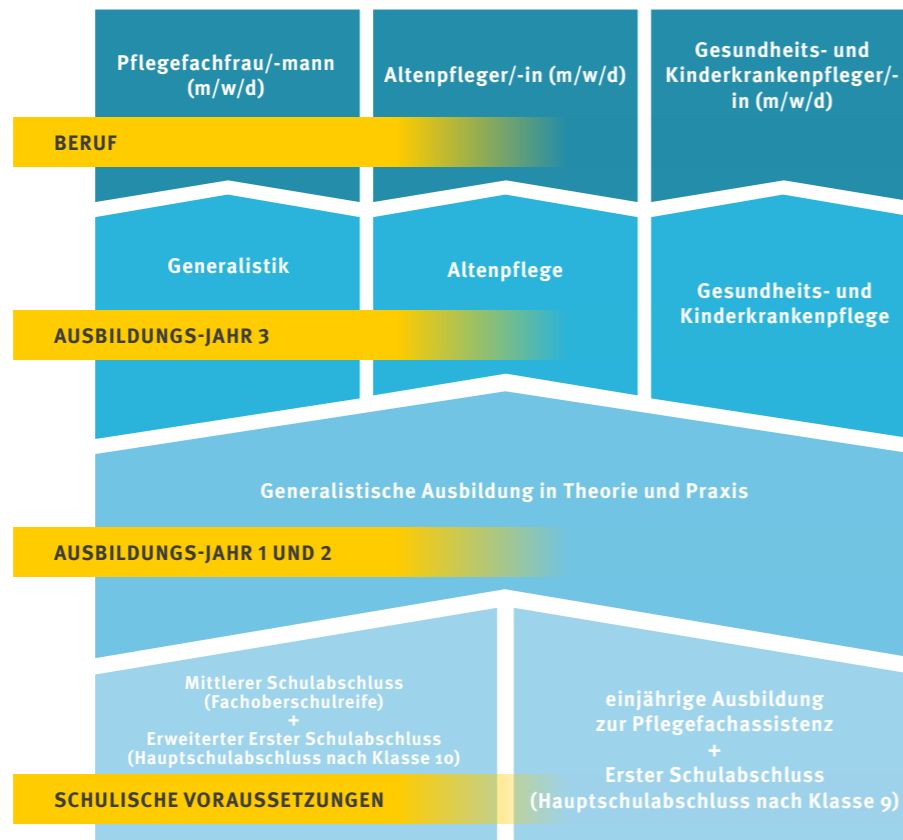 Pflegefachfrau/-mann
(m/w/d)
Altenpfleger/-in (m/w/d)
Gesundheits- und
Kinderkrankenpfleger/-
in (m/w/d)
BERUF
Generalistik
Altenpflege
Gesundheits- und
Kinderkrankenpflege
AUSBILDUNGS-JAHR 3
Generalistische Ausbildung in Theorie und Praxis
AUSBILDUNGS-JAHR 1 UND 2
Mittlerer Schulabschluss
(Fachoberschulreife)
+
Erweiterter Erster Schulabschluss
(Hauptschulabschluss nach Klasse 10)
einjährige Ausbildung
zur Pflegefachassistenz
+
Erster Schulabschluss
(Hauptschulabschluss nach Klasse 9)
SCHULISCHE VORAUSSETZUNGEN